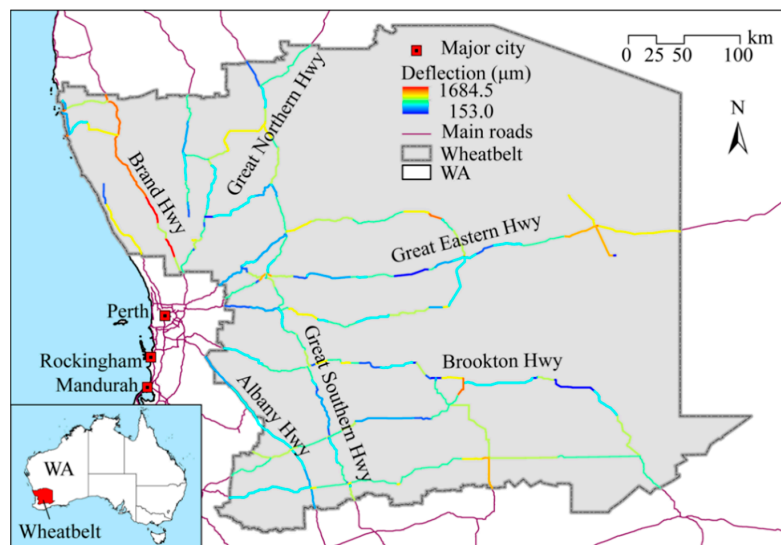 Major city
Deflection (μm)
1684.5
153.0
Main roads
Wheatbelt
WA
0 25 50 100
km
N
Great Northern Hwy
Brand Hwy
Great Eastern Hwy
Perth
Rockingham
Mandurah
Great Southern Hwy
Brookton Hwy
Albany Hwy
WA
Wheatbelt